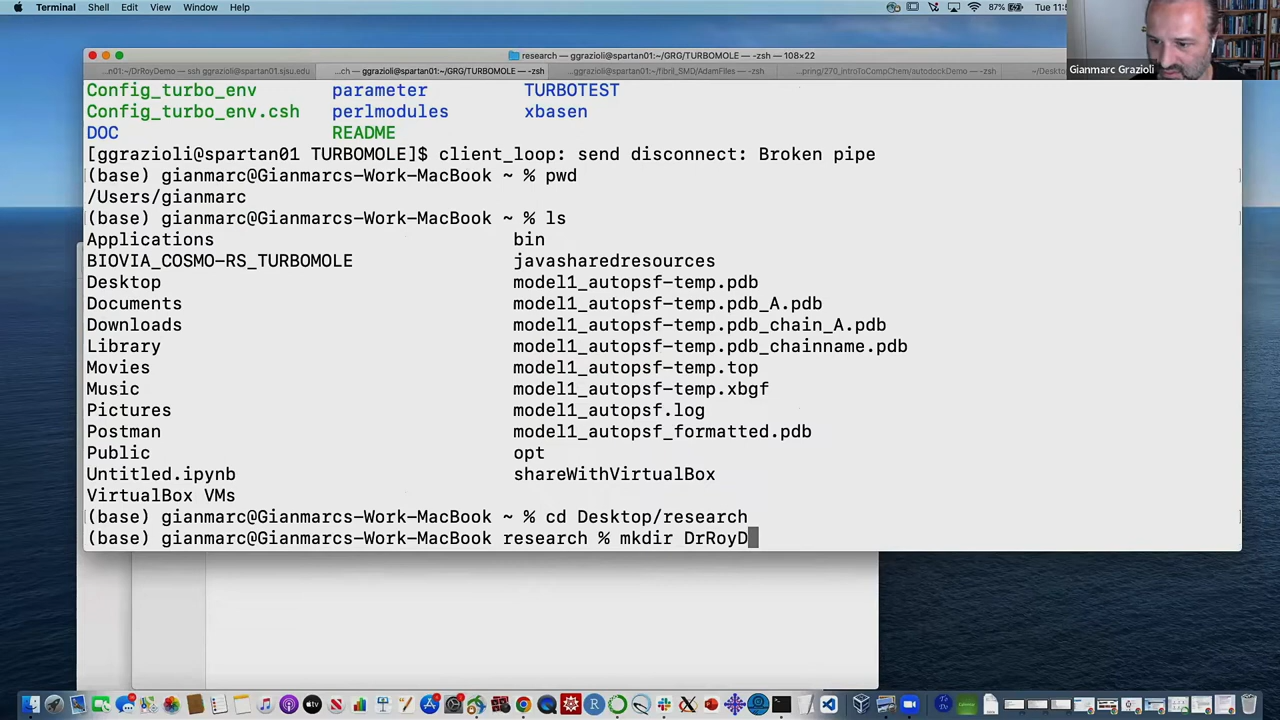 Terminal Shell Edit View Window Help
87% Tue 11:5
Gianmarc Grazioli
research — ggrazioli@spartan01:~/GRG/TURBOMOLE — -zsh — 108×22
n01:~/DrRoyDemo — ssh ggrazioli@spartan01.sjsu.edu
...ch — ggrazioli@spartan01:~/GRG/TURBOMOLE — -zsh
...ggrazioli@spartan01:~/fibril_SMD/AdamFiles — -zsh
...pring/270_introToCompChem/autodockDemo — -zsh
Config_turbo_env parameter TURBOTEST
Config_turbo_env.csh perlmodules xbasen
DOC README
[ggrazioli@spartan01 TURBOMOLE]$ client_loop: send disconnect: Broken pipe
(base) gianmarc@Gianmarcs-Work-MacBook ~ % pwd
/Users/gianmarc
(base) gianmarc@Gianmarcs-Work-MacBook ~ % ls
Applications bin
BIOVIA_COSMO-RS_TURBOMOLE javasharedresources
Desktop model1_autopsf-temp.pdb
Documents model1_autopsf-temp.pdb_A.pdb
Downloads model1_autopsf-temp.pdb_chain_A.pdb
Library model1_autopsf-temp.pdb_chainname.pdb
Movies model1_autopsf-temp.top
Music model1_autopsf-temp.xbgf
Pictures model1_autopsf.log
Postman model1_autopsf_formatted.pdb
Public opt
Untitled.ipynb shareWithVirtualBox
VirtualBox VMs
(base) gianmarc@Gianmarcs-Work-MacBook ~ % cd Desktop/research
(base) gianmarc@Gianmarcs-Work-MacBook research % mkdir DrRoyD